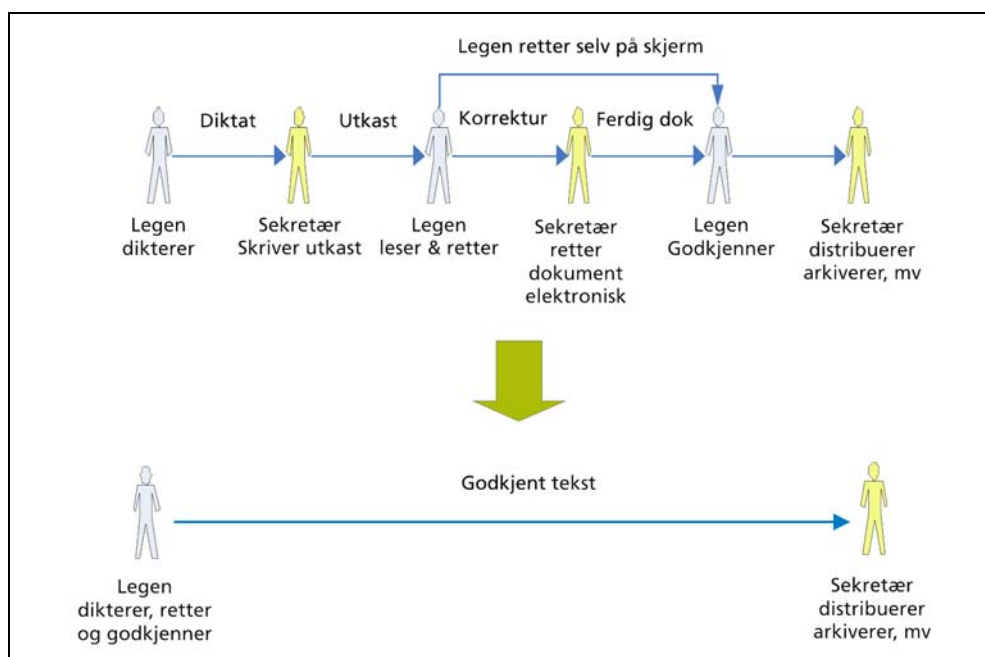 Legen retter selv på skjerm
Diktat
Utkast
Korrektur
Ferdig dok
Legen
dikterer
Sekretær
Skriver utkast
Legen
leser & retter
Sekretær
retter
dokument
elektronisk
Legen
Godkjenner
Sekretær
distribuerer
arkiverer, mv
Godkjent tekst
Legen
dikterer, retter
og godkjenner
Sekretær
distribuerer
arkiverer, mv